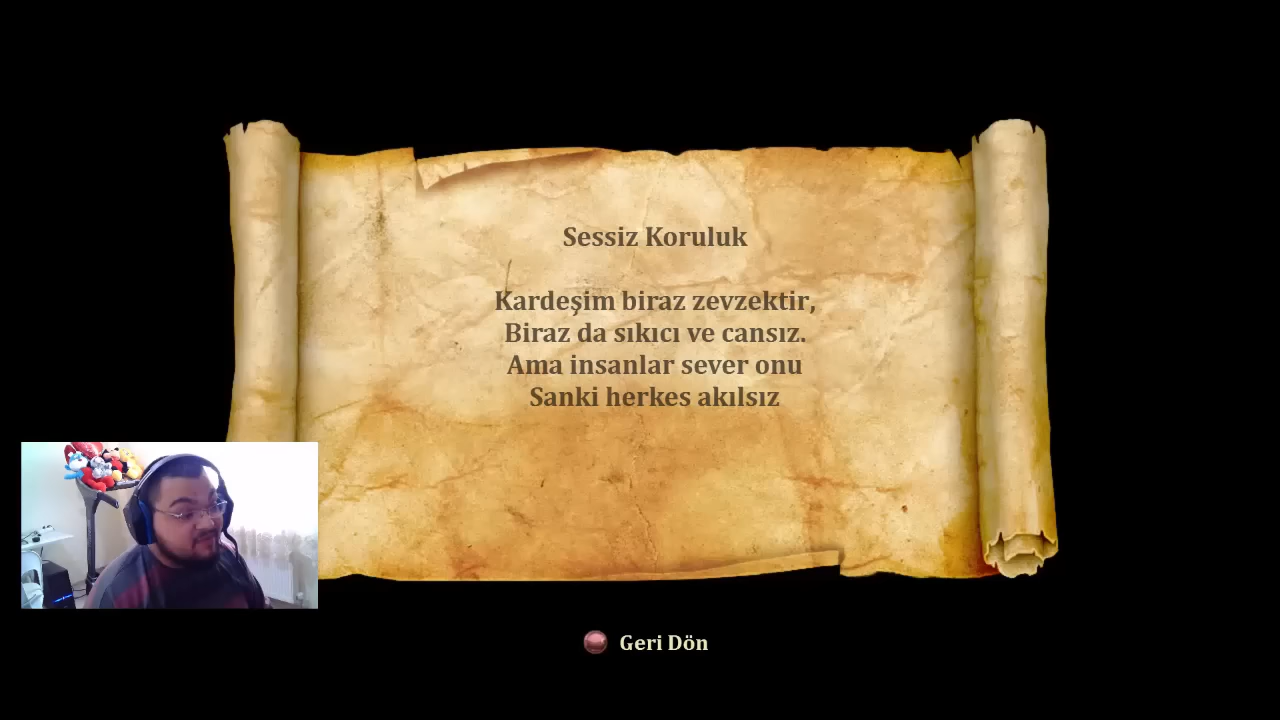 Sessiz Koruluk
Kardeşim biraz zevzektir,
Biraz da sıkıcı ve cansız.
Ama insanlar sever onu
Sanki herkes akılsız
Geri Dön